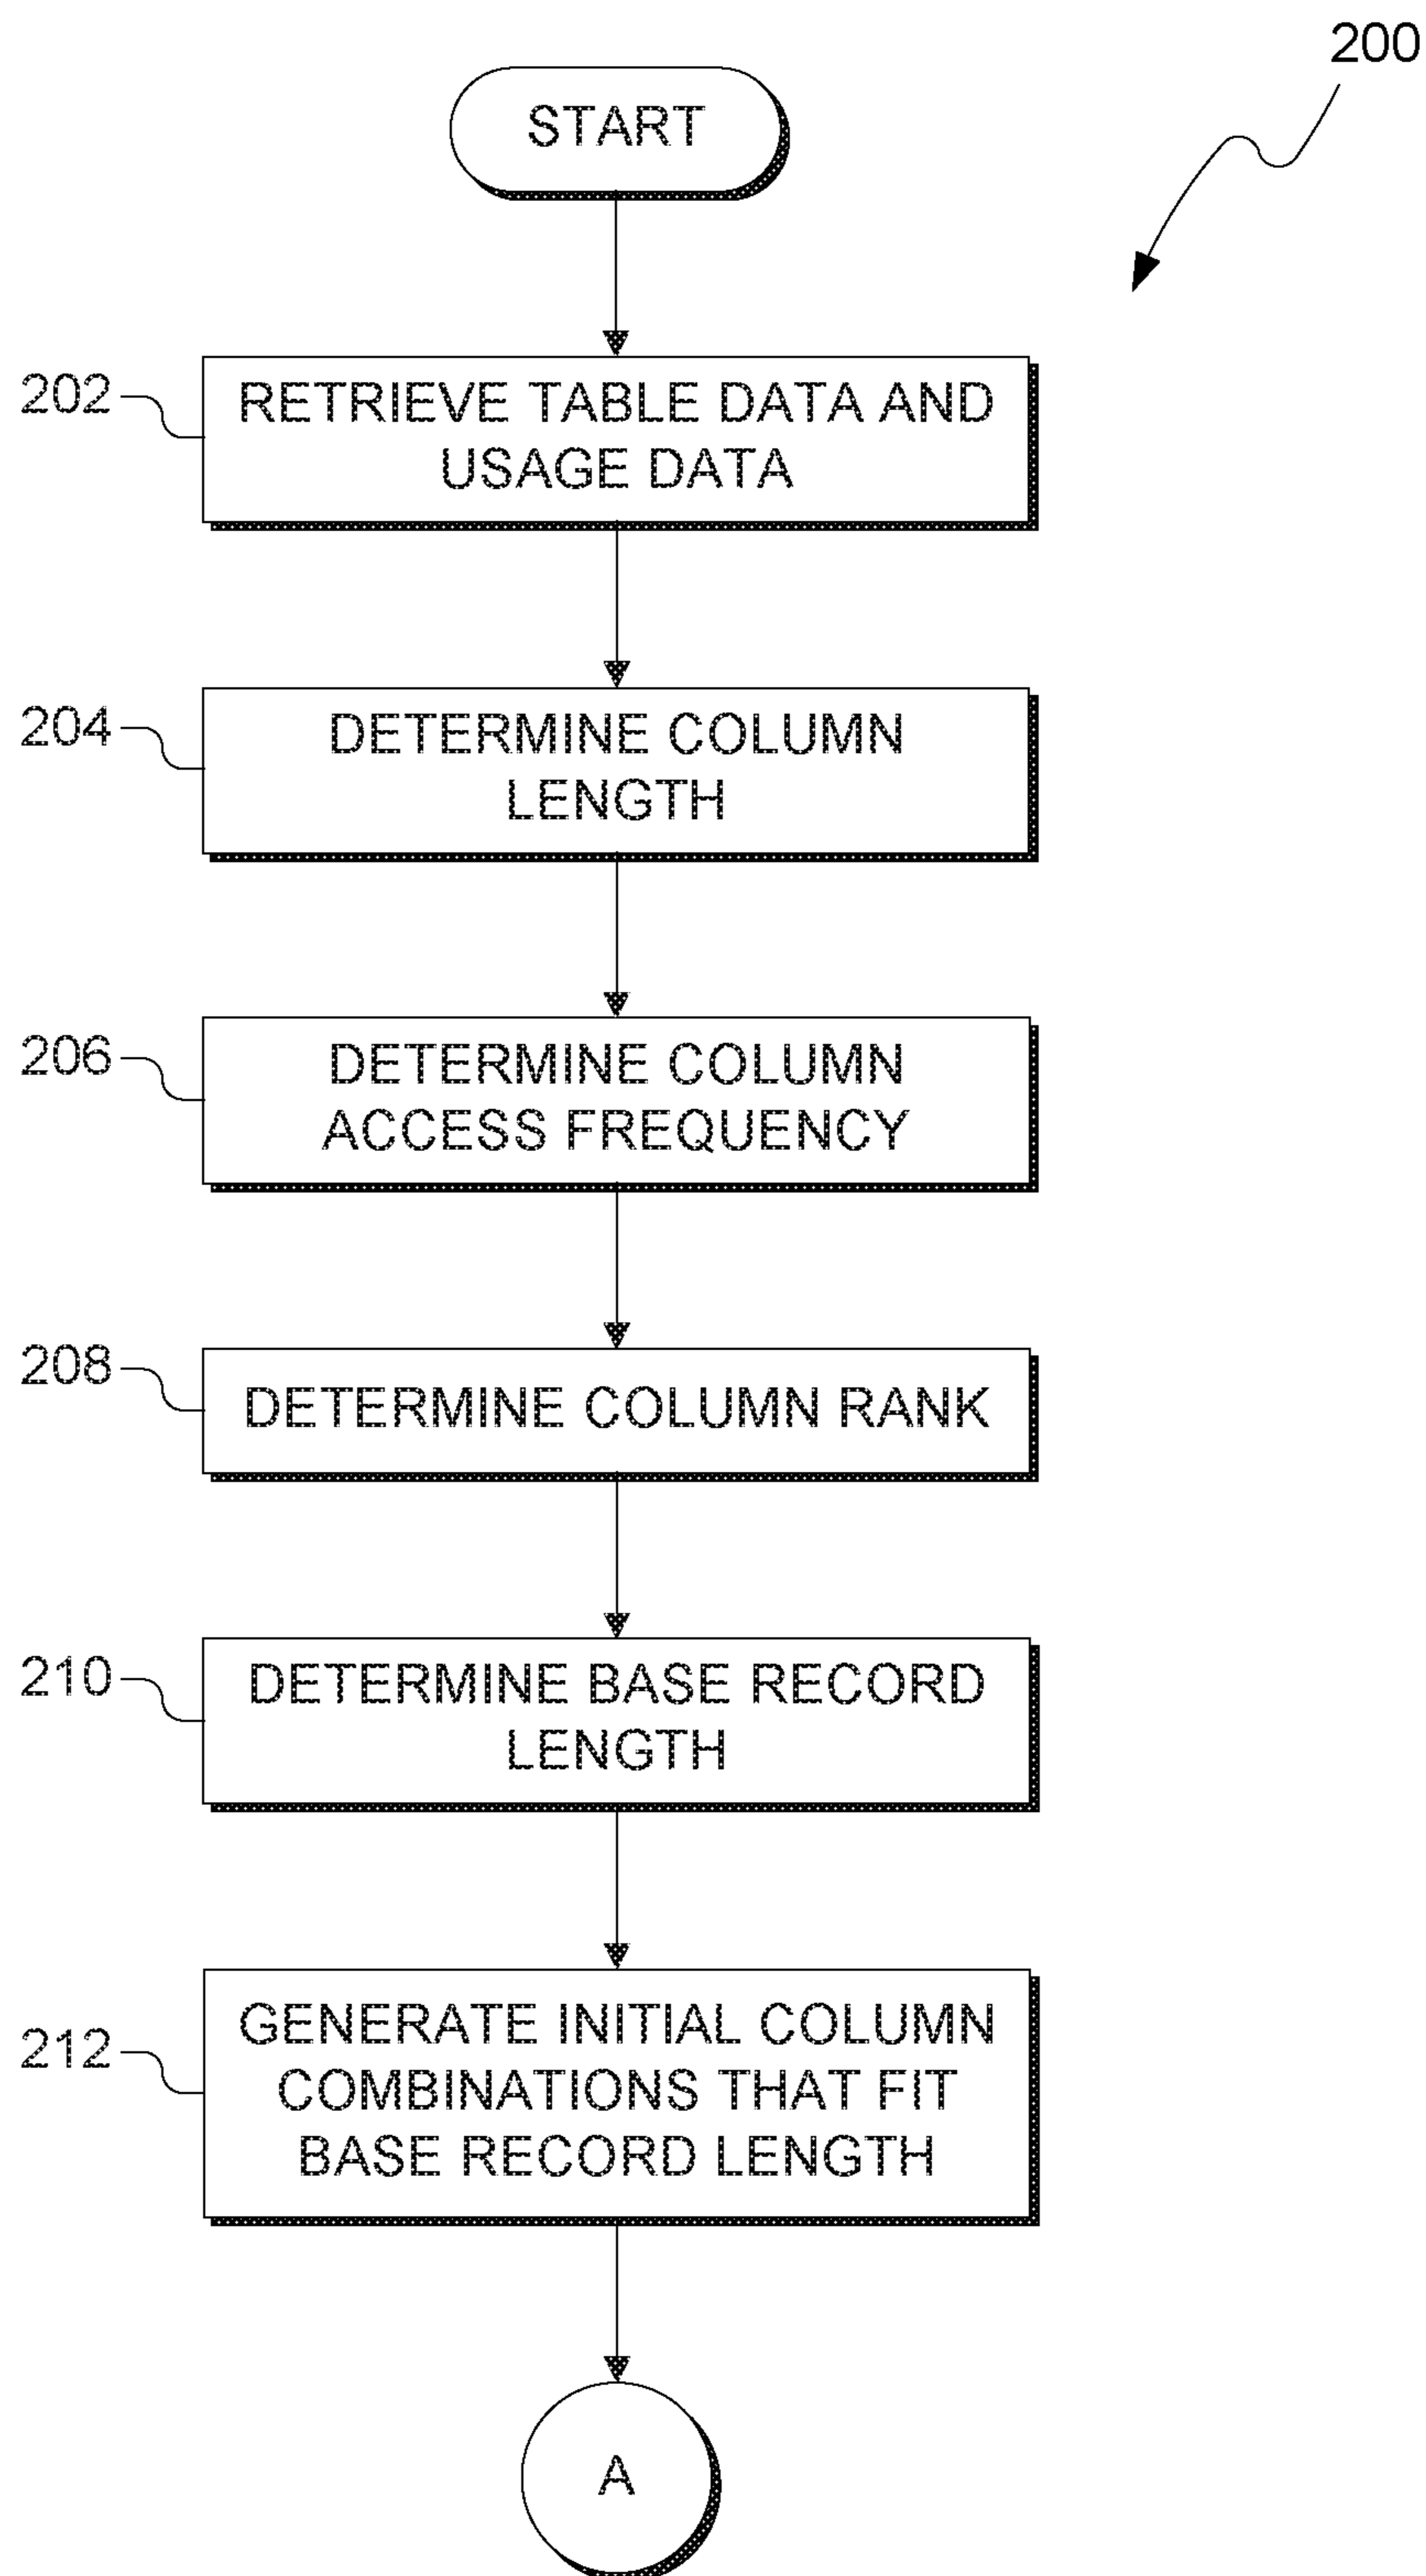 200
START
202
RETRIEVE TABLE DATA AND
USAGE DATA
204
DETERMINE COLUMN
LENGTH
206
DETERMINE COLUMN
ACCESS FREQUENCY
208
DETERMINE COLUMN RANK
210
DETERMINE BASE RECORD
LENGTH
212
GENERATE INITIAL COLUMN
COMBINATIONS THAT FIT
BASE RECORD LENGTH
A